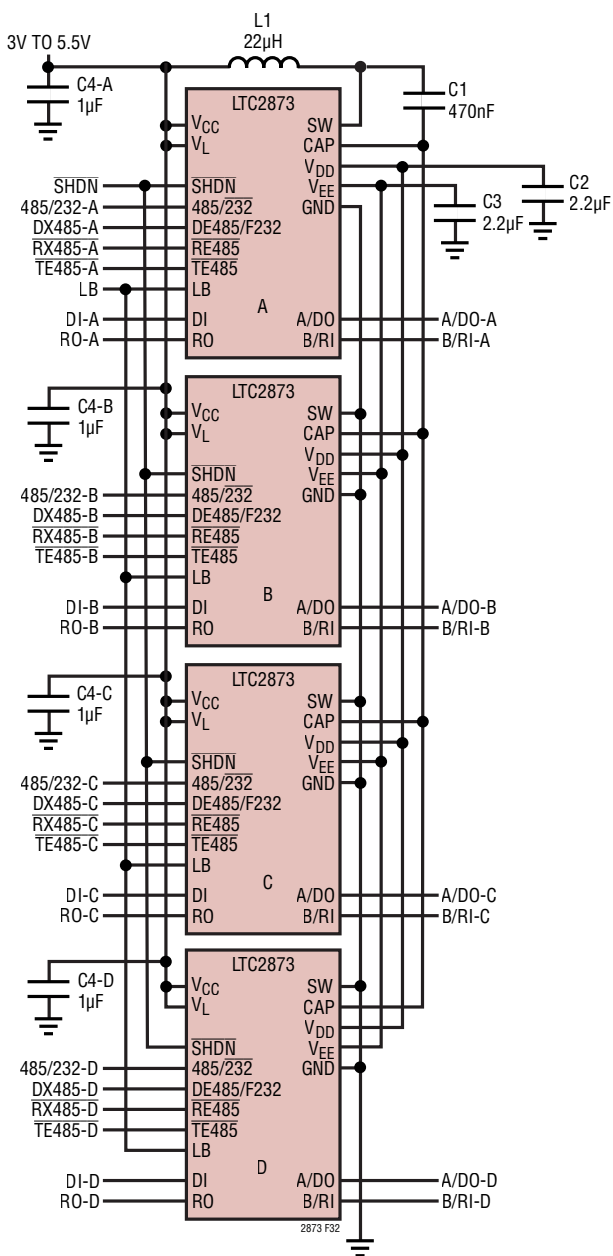 L1
22µH
3V TO 5.5V
C4-A
1µF
C1
470nF
LTC2873
VCC
VL
SW
CAP
VDD
VEE
GND
C2
2.2µF
C3
2.2µF
SHDN
485/232-A
DX485-A
RX485-A
TE485-A
LB
DI-A
RO-A
SHDN
485/232
DE485/F232
RE485
TE485
LB
DI
RO
A
A/DO
B/RI
A/DO-A
B/RI-A
C4-B
1µF
LTC2873
VCC
VL
SW
CAP
VDD
VEE
GND
485/232-B
DX485-B
RX485-B
TE485-B
DI-B
RO-B
SHDN
485/232
DE485/F232
RE485
TE485
LB
DI
RO
B
A/DO
B/RI
A/DO-B
B/RI-B
C4-C
1µF
LTC2873
VCC
VL
SW
CAP
VDD
VEE
GND
485/232-C
DX485-C
RX485-C
TE485-C
DI-C
RO-C
SHDN
485/232
DE485/F232
RE485
TE485
LB
DI
RO
C
A/DO
B/RI
A/DO-C
B/RI-C
C4-D
1µF
LTC2873
VCC
VL
SW
CAP
VDD
VEE
GND
485/232-D
DX485-D
RX485-D
TE485-D
DI-D
RO-D
SHDN
485/232
DE485/F232
RE485
TE485
LB
DI
RO
D
A/DO
B/RI
A/DO-D
B/RI-D
2873 F32